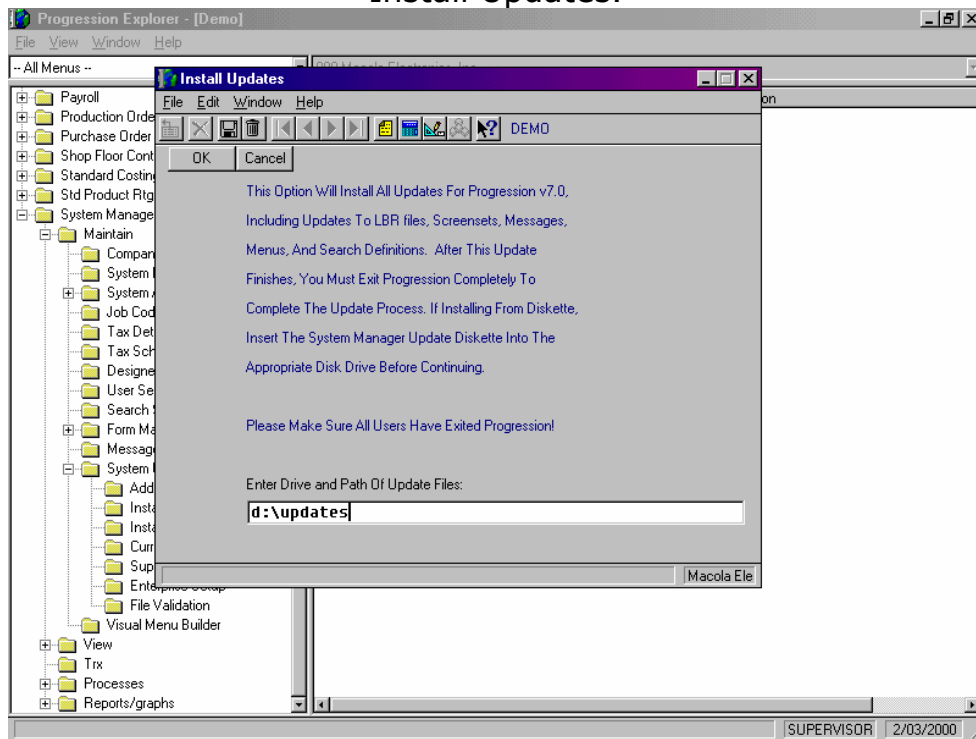 Install Updates.
Progression Explorer - [Demo]
File View Window Help
-- All Menus --
Payroll
Production Orde
Purchase Order
Shop Floor Cont
Standard Costing
Std Product Rtg
System Manage
Maintain
Compan
System
System
Job Cod
Tax Det
Tax Sch
Designe
User Se
Search
Form Ma
Messag
System
Add
Insta
Insta
Curr
Sup
File Validation
Visual Menu Builder
View
Trx
Processes
Reports/graphs
Install Updates
File Edit Window Help
DEMO
OK Cancel
This Option Will Install All Updates For Progression v7.0,
Including Updates To LBR files, Screensets, Messages,
Menus, And Search Definitions. After This Update
Finishes, You Must Exit Progression Completely To
Complete The Update Process. If Installing From Diskette,
Insert The System Manager Update Diskette Into The
Appropriate Disk Drive Before Continuing.
Please Make Sure All Users Have Exited Progression!
Enter Drive and Path Of Update Files:
d:\updates
Macola Ele
on
SUPERVISOR 2/03/2000